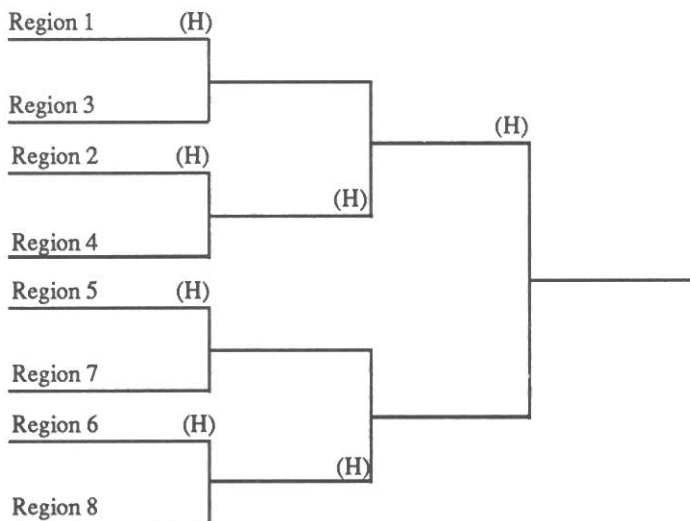 Region 1 (H)
Region 3
(H)
Region 2 (H)
(H)
Region 4
Region 5 (H)
Region 7
Region 6 (H)
(H)
Region 8